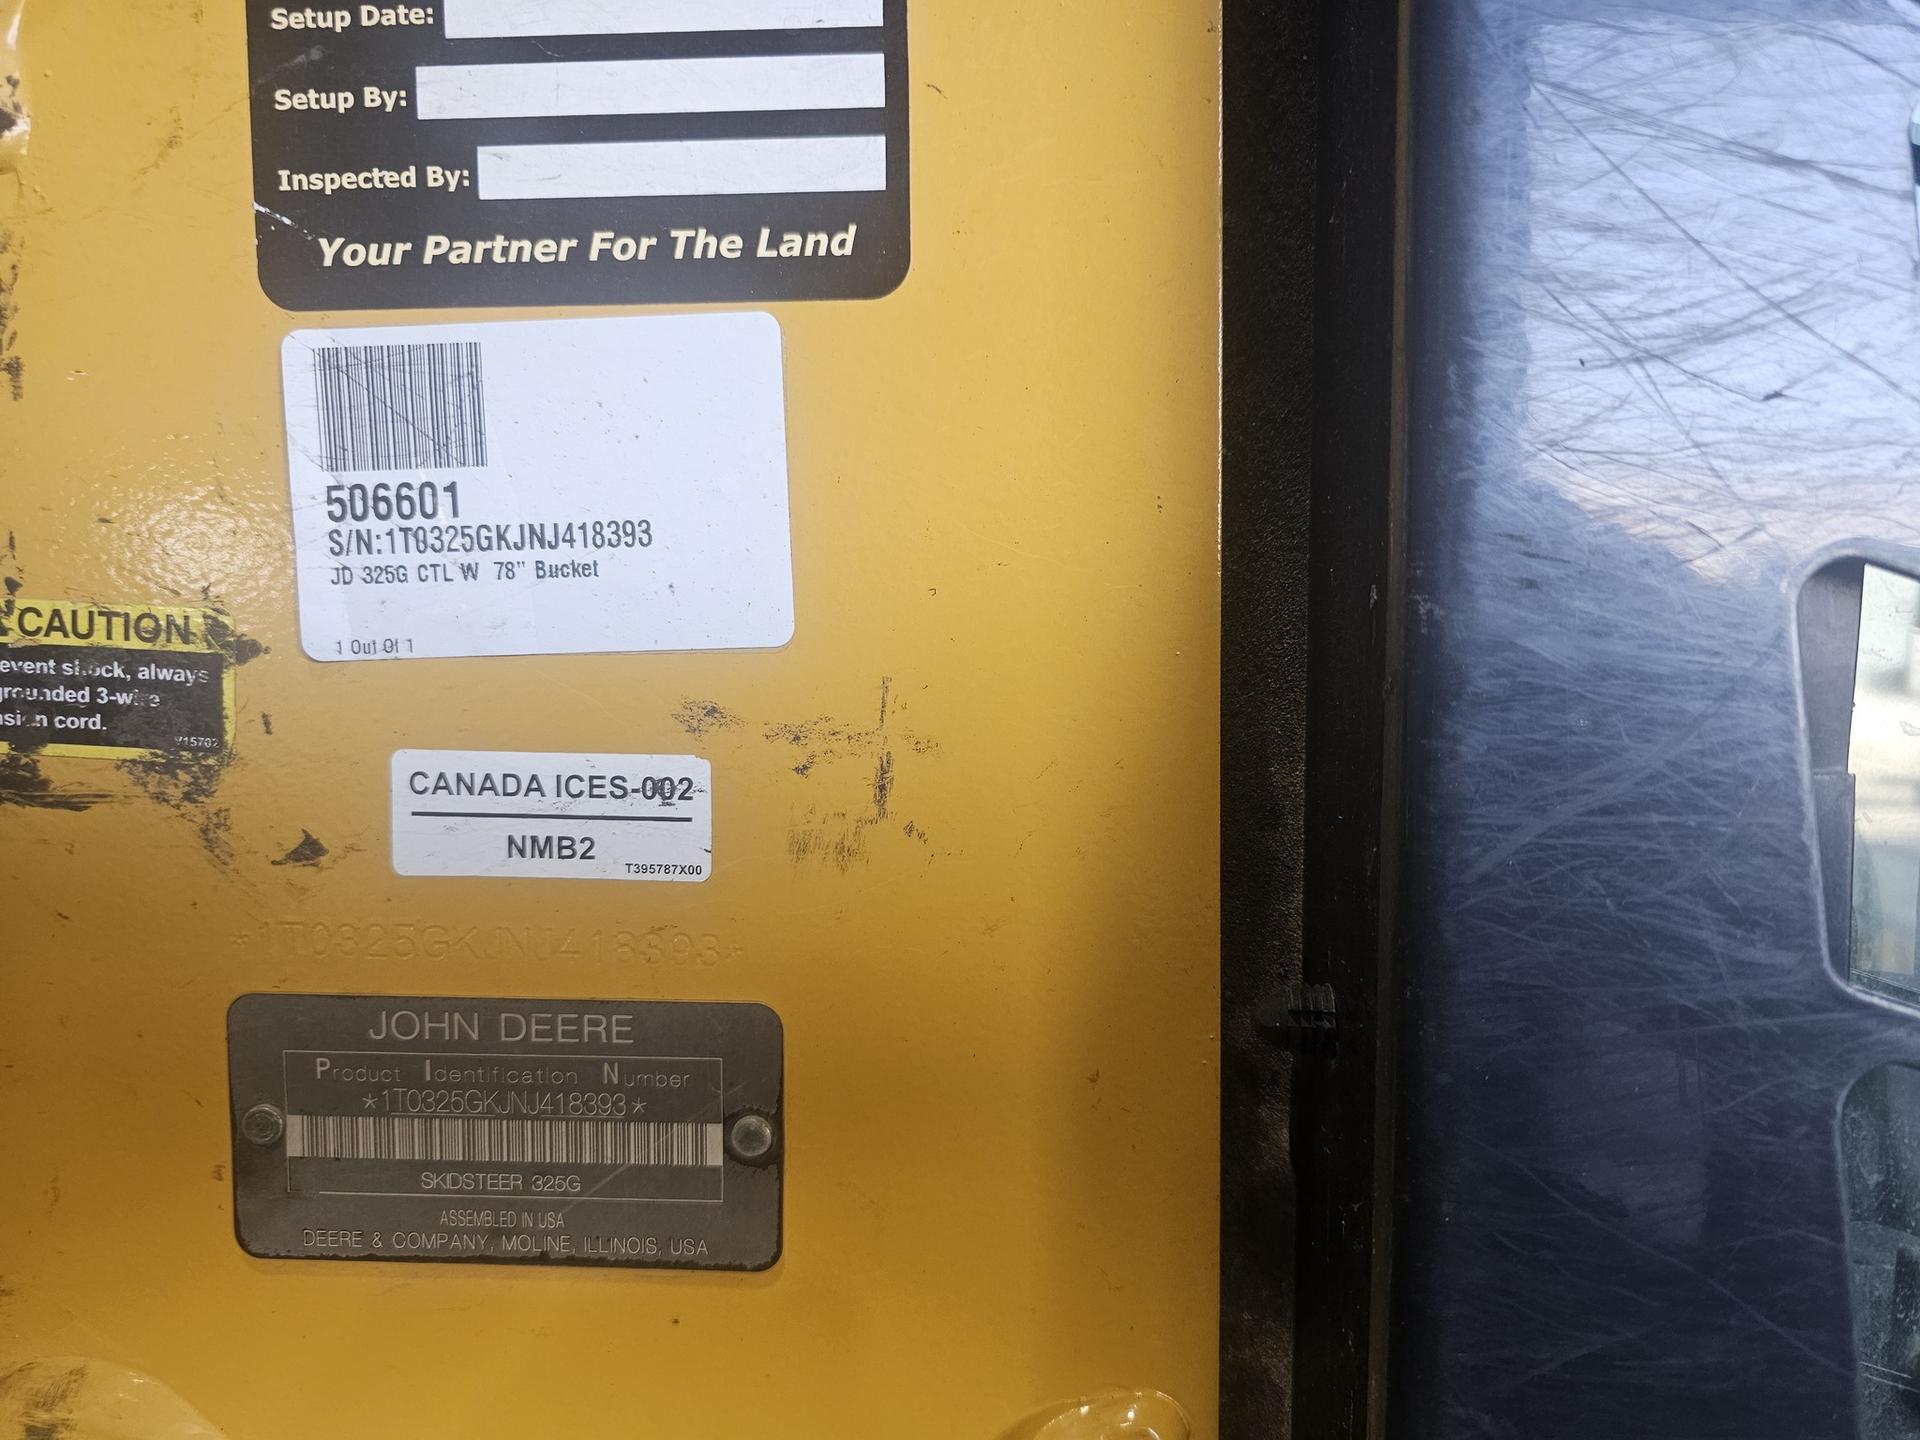 Setup Date:
Setup By:
Inspected By:
Your Partner For The Land
506601
S/N:1T0325GKJNJ418393
JD 325G CTL W 78" Bucket
1 Out Of 1
CAUTION
event shock, always
grounded 3-wire
nsion cord.
CANADA ICES-002
NMB2
T395787X00
*1T0325GKJNJ418393*
JOHN DEERE
Product Identification Number
*1T0325GKJNJ418393*
SKIDSTEER 325G
ASSEMBLED IN USA
DEERE & COMPANY, MOLINE, ILLINOIS, USA